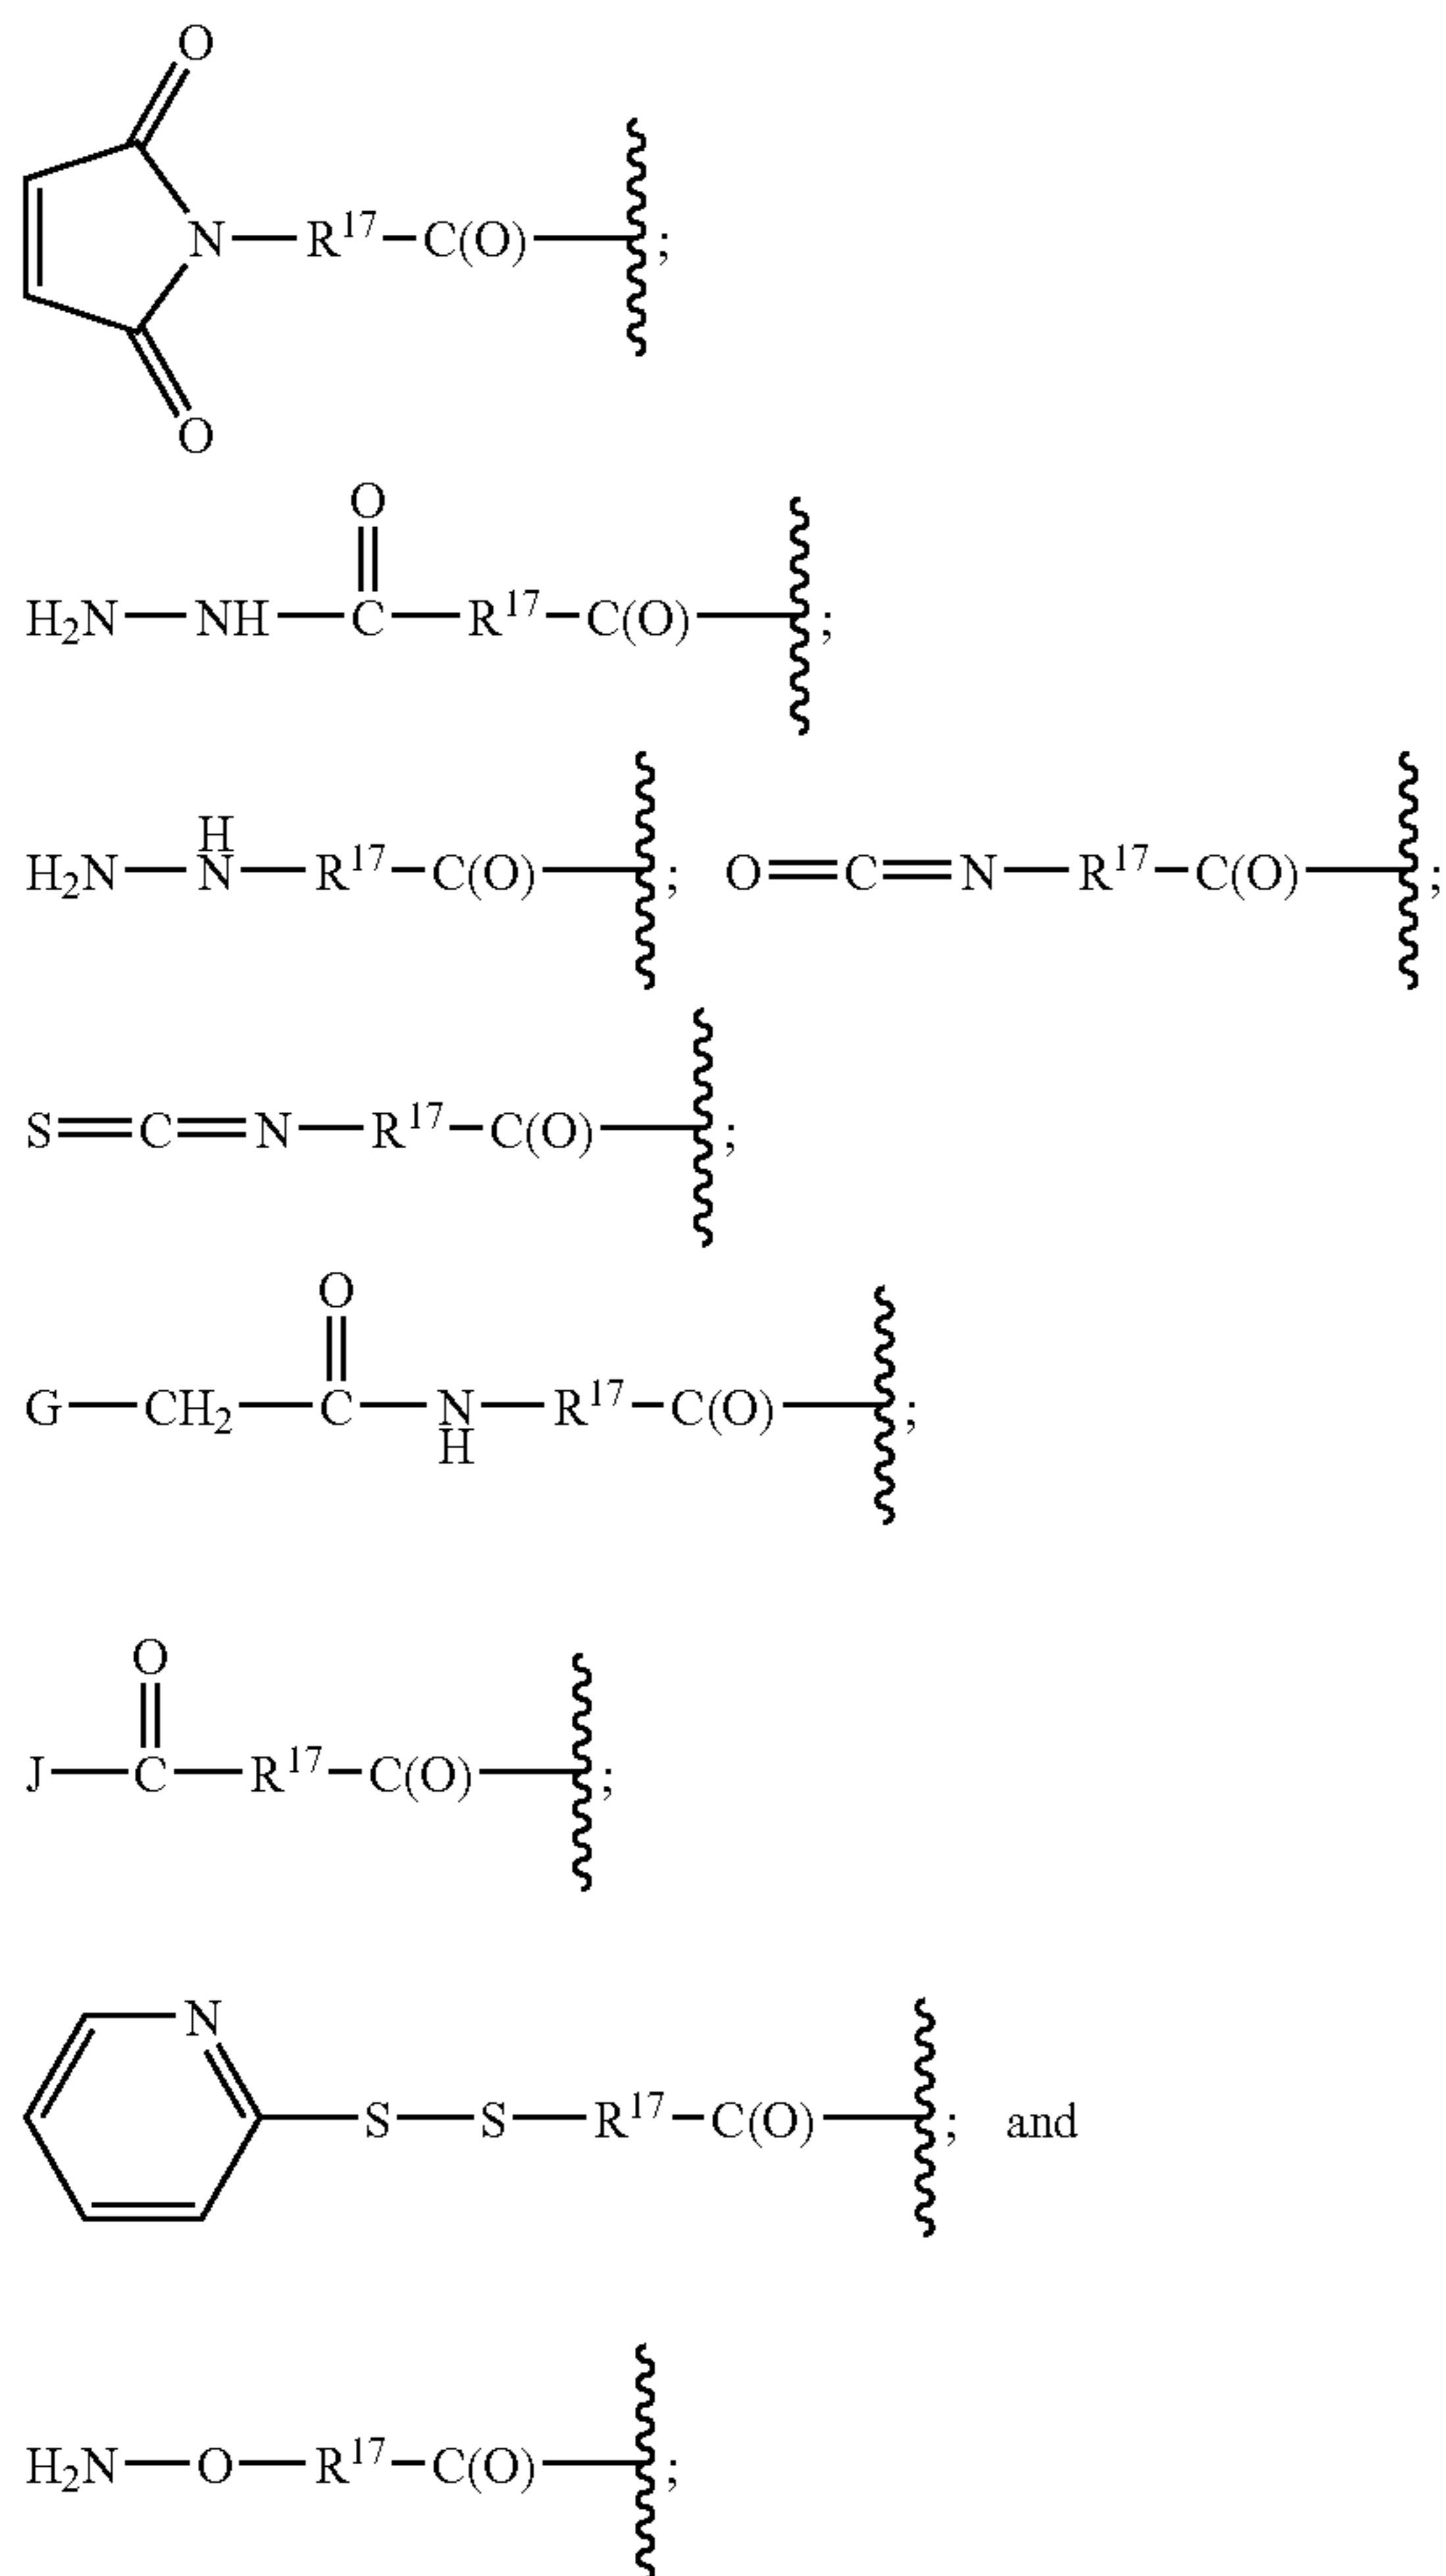 O
N—R¹⁷—C(O)—;
O
O
H₂N—NH—C—R¹⁷—C(O)—;
H
H₂N—N—R¹⁷—C(O)—; O=C=N—R¹⁷—C(O)—;
S=C=N—R¹⁷—C(O)—;
O
G—CH₂—C—N—R¹⁷—C(O)—;
H
O
J—C—R¹⁷—C(O)—;
N
S—S—R¹⁷—C(O)—; and
H₂N—O—R¹⁷—C(O)—;